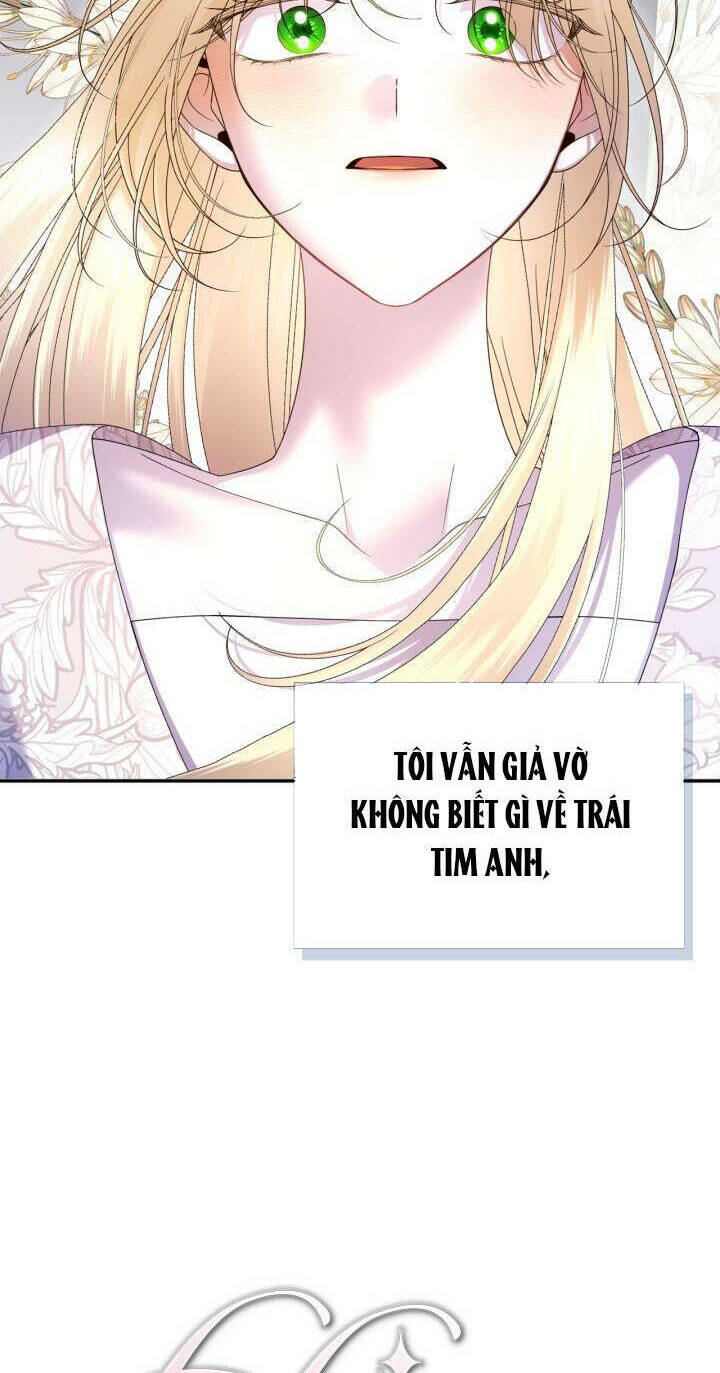 TÔI VẪN GIẢ VỜ
KHÔNG BIẾT GÌ VỀ TRÁI
TIM ANH,